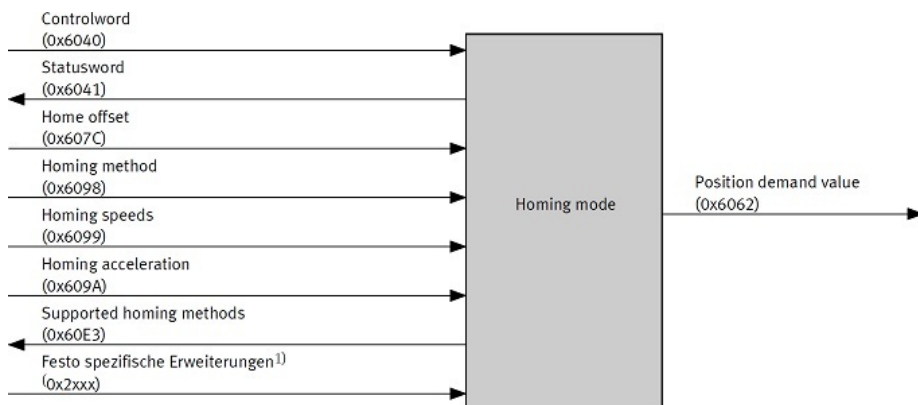 Controlword
(0x6040)
Statusword
(0x6041)
Home offset
(0x607C)
Homing method
(0x6098)
Homing speeds
(0x6099)
Homing acceleration
(0x609A)
Supported homing methods
(0x60E3)
Festo spezifische Erweiterungen1)
(0x2xxx)
Homing mode
Position demand value
(0x6062)